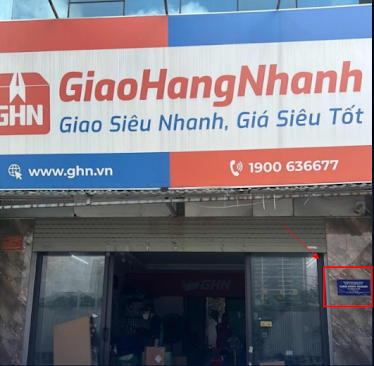 GHN
GiaoHangNhanh
Giao Siêu Nhanh, Giá Siêu Tốt
www.ghn.vn
1900 636677
GHN